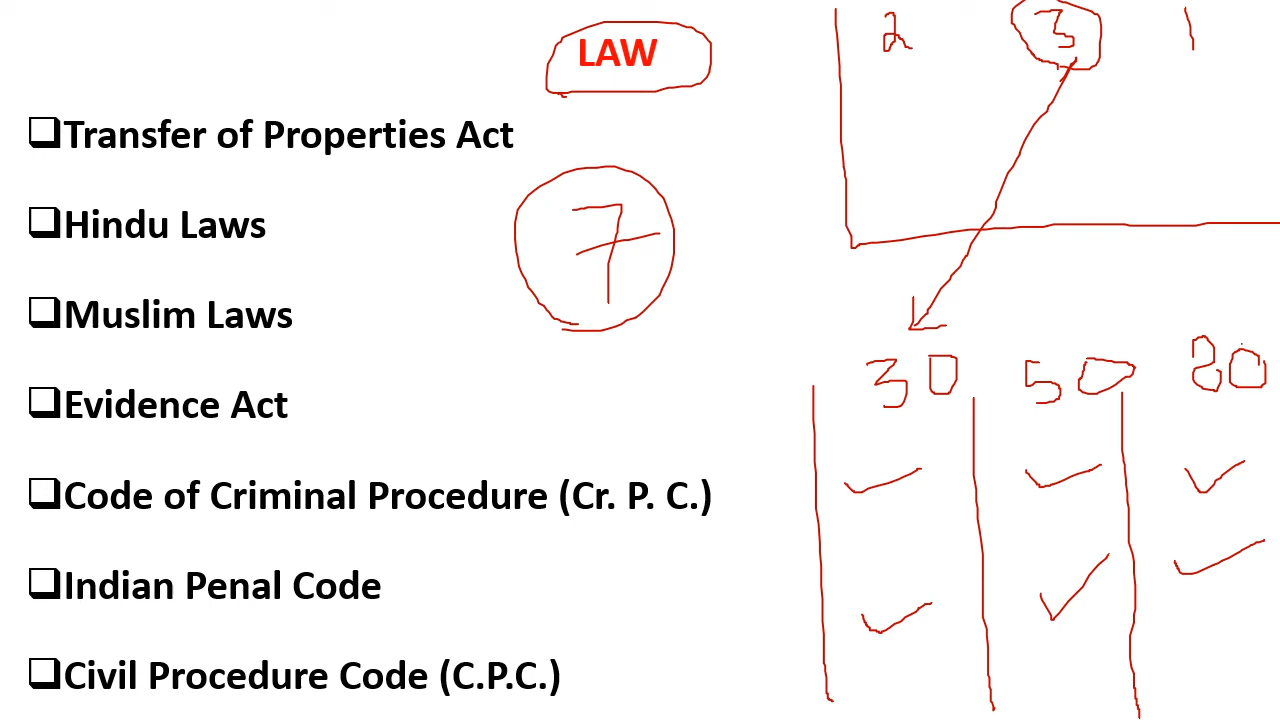 LAW
2 3 1
Transfer of Properties Act
Hindu Laws
7
Muslim Laws
Evidence Act
30 50 20
Code of Criminal Procedure (Cr. P. C.)
Indian Penal Code
Civil Procedure Code (C.P.C.)